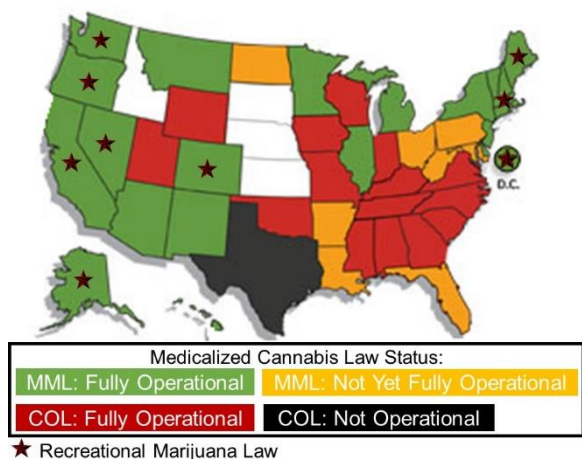 D.C.
Medicalized Cannabis Law Status:
MML: Fully Operational
MML: Not Yet Fully Operational
COL: Fully Operational
COL: Not Operational
Recreational Marijuana Law